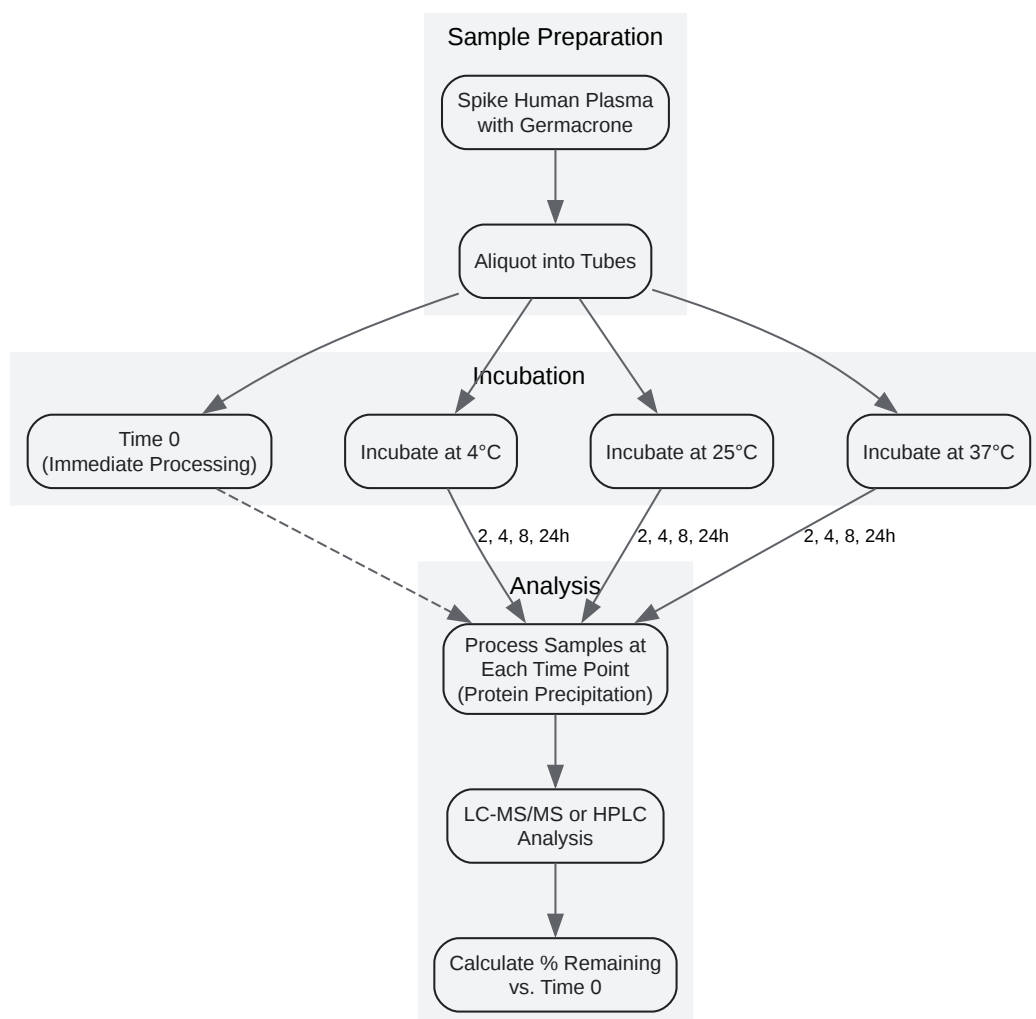 Sample Preparation
Spike Human Plasma
with Germacrone
Aliquot into Tubes
Incubation
Time 0
(Immediate Processing)
Incubate at 4°C
Incubate at 25°C
Incubate at 37°C
2, 4, 8, 24h
2, 4, 8, 24h
2, 4, 8, 24h
Analysis
Process Samples at
Each Time Point
(Protein Precipitation)
LC-MS/MS or HPLC
Analysis
Calculate % Remaining
vs. Time 0